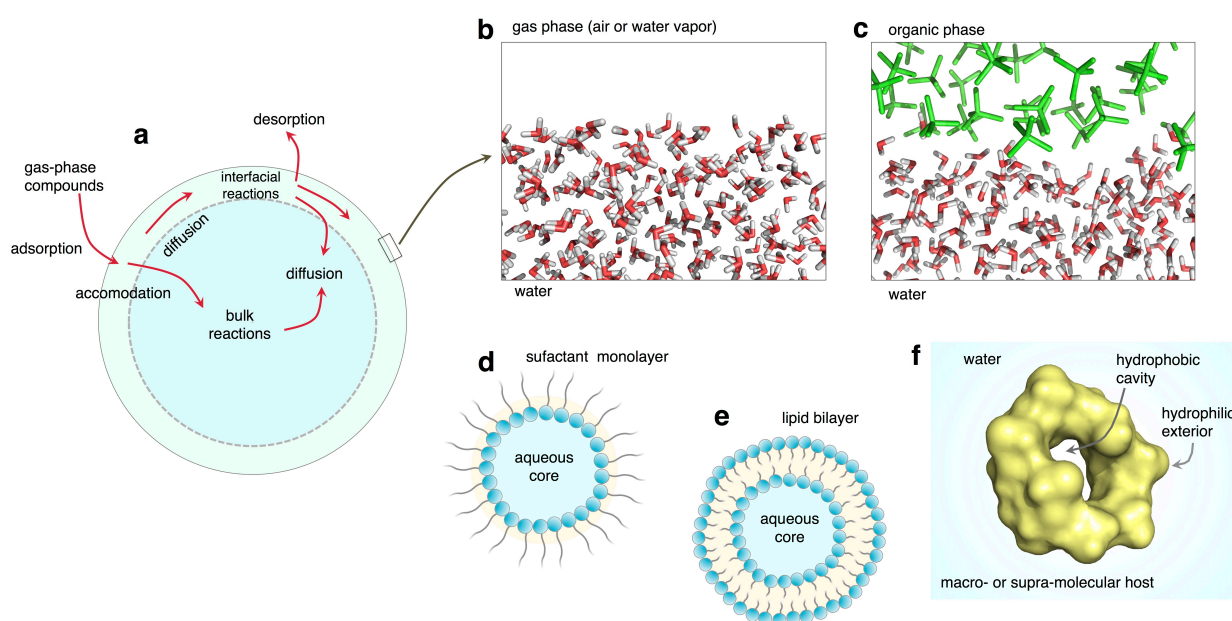 a
desorption
gas-phase
compounds
interfacial
reactions
diffusion
adsorption
accomodation
diffusion
bulk
reactions
b
gas phase (air or water vapor)
water
c
organic phase
water
d
sufactant monolayer
aqueous
core
e
lipid bilayer
aqueous
core
f
water
hydrophobic
cavity
hydrophilic
exterior
macro- or supra-molecular host